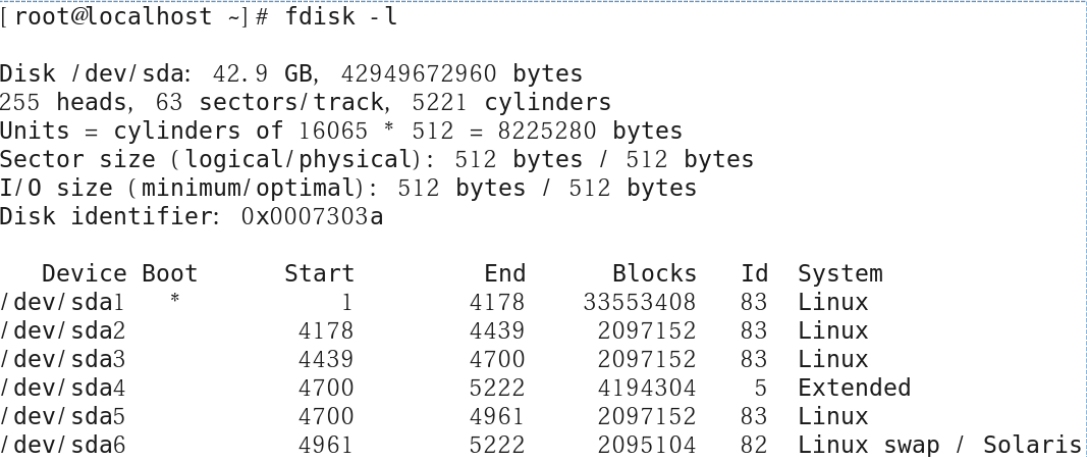 [root@localhost ~]# fdisk -l
Disk /dev/sda: 42.9 GB, 42949672960 bytes
255 heads, 63 sectors/track, 5221 cylinders
Units = cylinders of 16065 * 512 = 8225280 bytes
Sector size (logical/physical): 512 bytes / 512 bytes
I/O size (minimum/optimal): 512 bytes / 512 bytes
Disk identifier: 0x0007303a
Device Boot Start End Blocks Id System
/dev/sda1 * 1 4178 33553408 83 Linux
/dev/sda2 4178 4439 2097152 83 Linux
/dev/sda3 4439 4700 2097152 83 Linux
/dev/sda4 4700 5222 4194304 5 Extended
/dev/sda5 4700 4961 2097152 83 Linux
/dev/sda6 4961 5222 2095104 82 Linux swap / Solaris